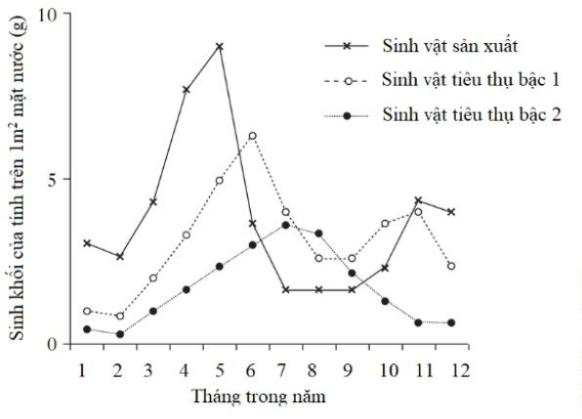 Sinh khối của tính trên 1m² mặt nước (g)
10
5
0
Sinh vật sản xuất
Sinh vật tiêu thụ bậc 1
Sinh vật tiêu thụ bậc 2
1 2 3 4 5 6 7 8 9 10 11 12
Tháng trong năm